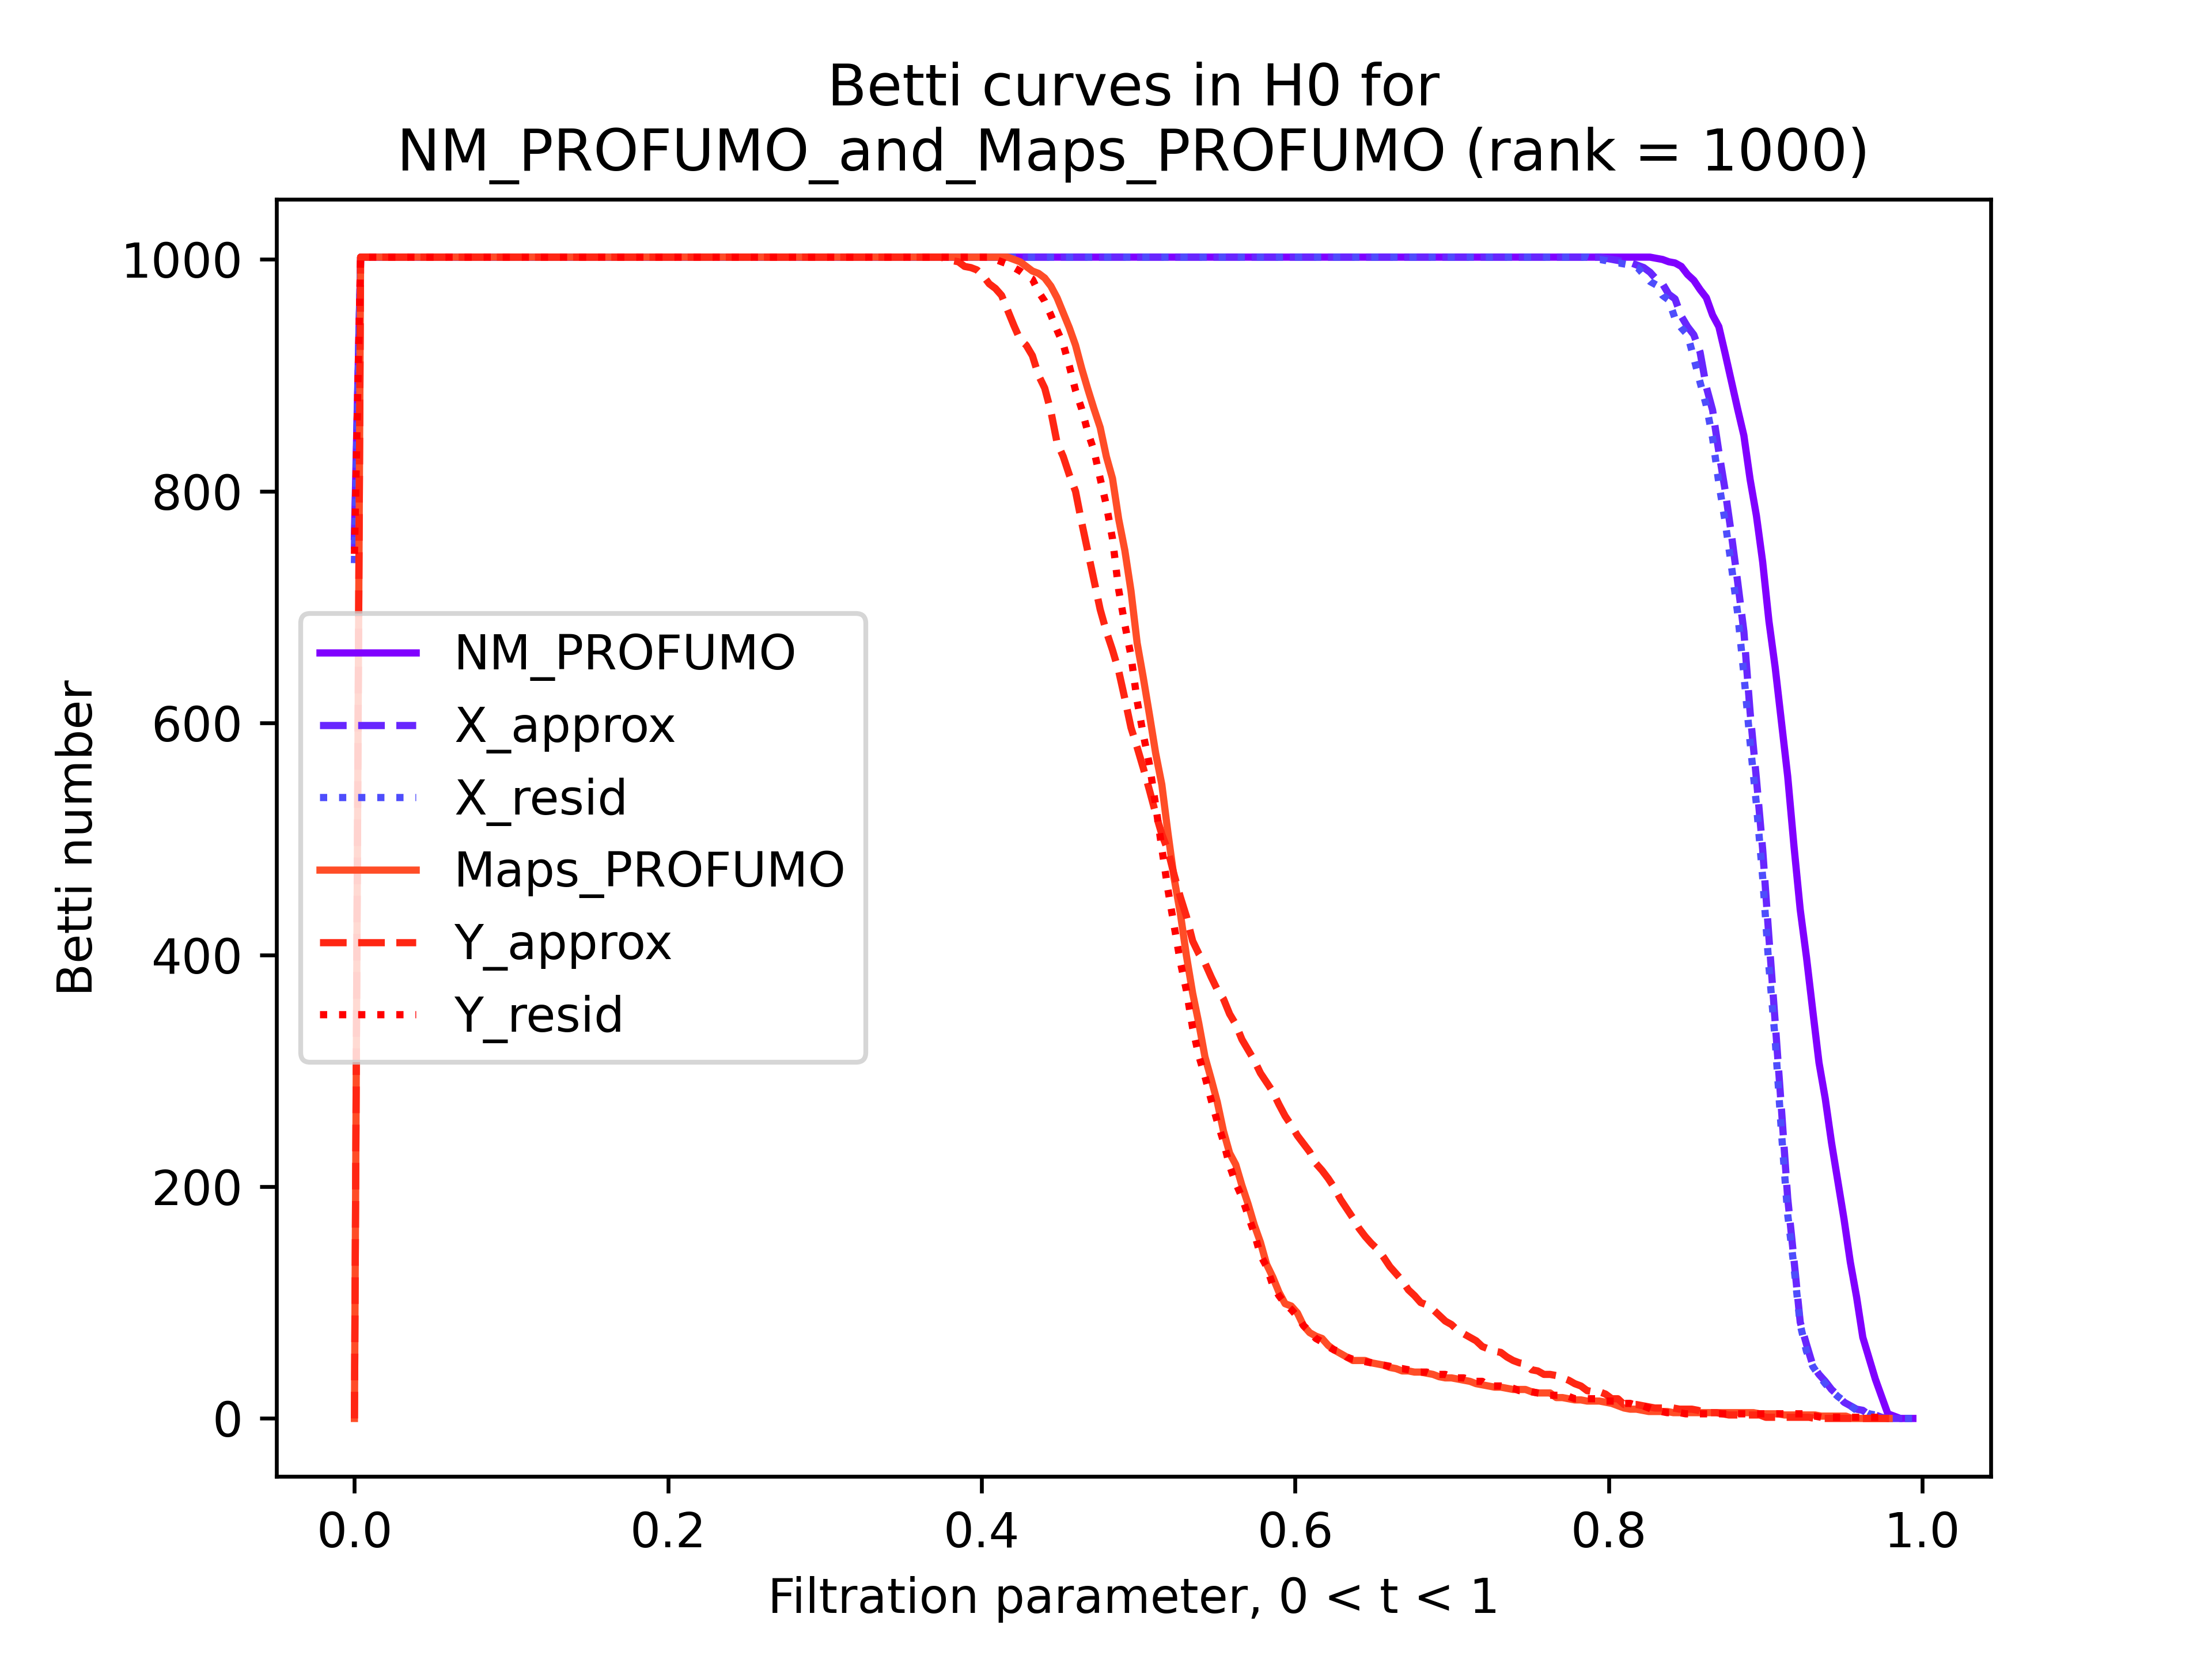 Betti curves in H0 for
NM_PROFUMO_and_Maps_PROFUMO (rank = 1000)
Betti number
1000
800
600
400
200
0
NM_PROFUMO
X_approx
X_resid
Maps_PROFUMO
Y_approx
Y_resid
0.0 0.2 0.4 0.6 0.8 1.0
Filtration parameter, 0 < t < 1